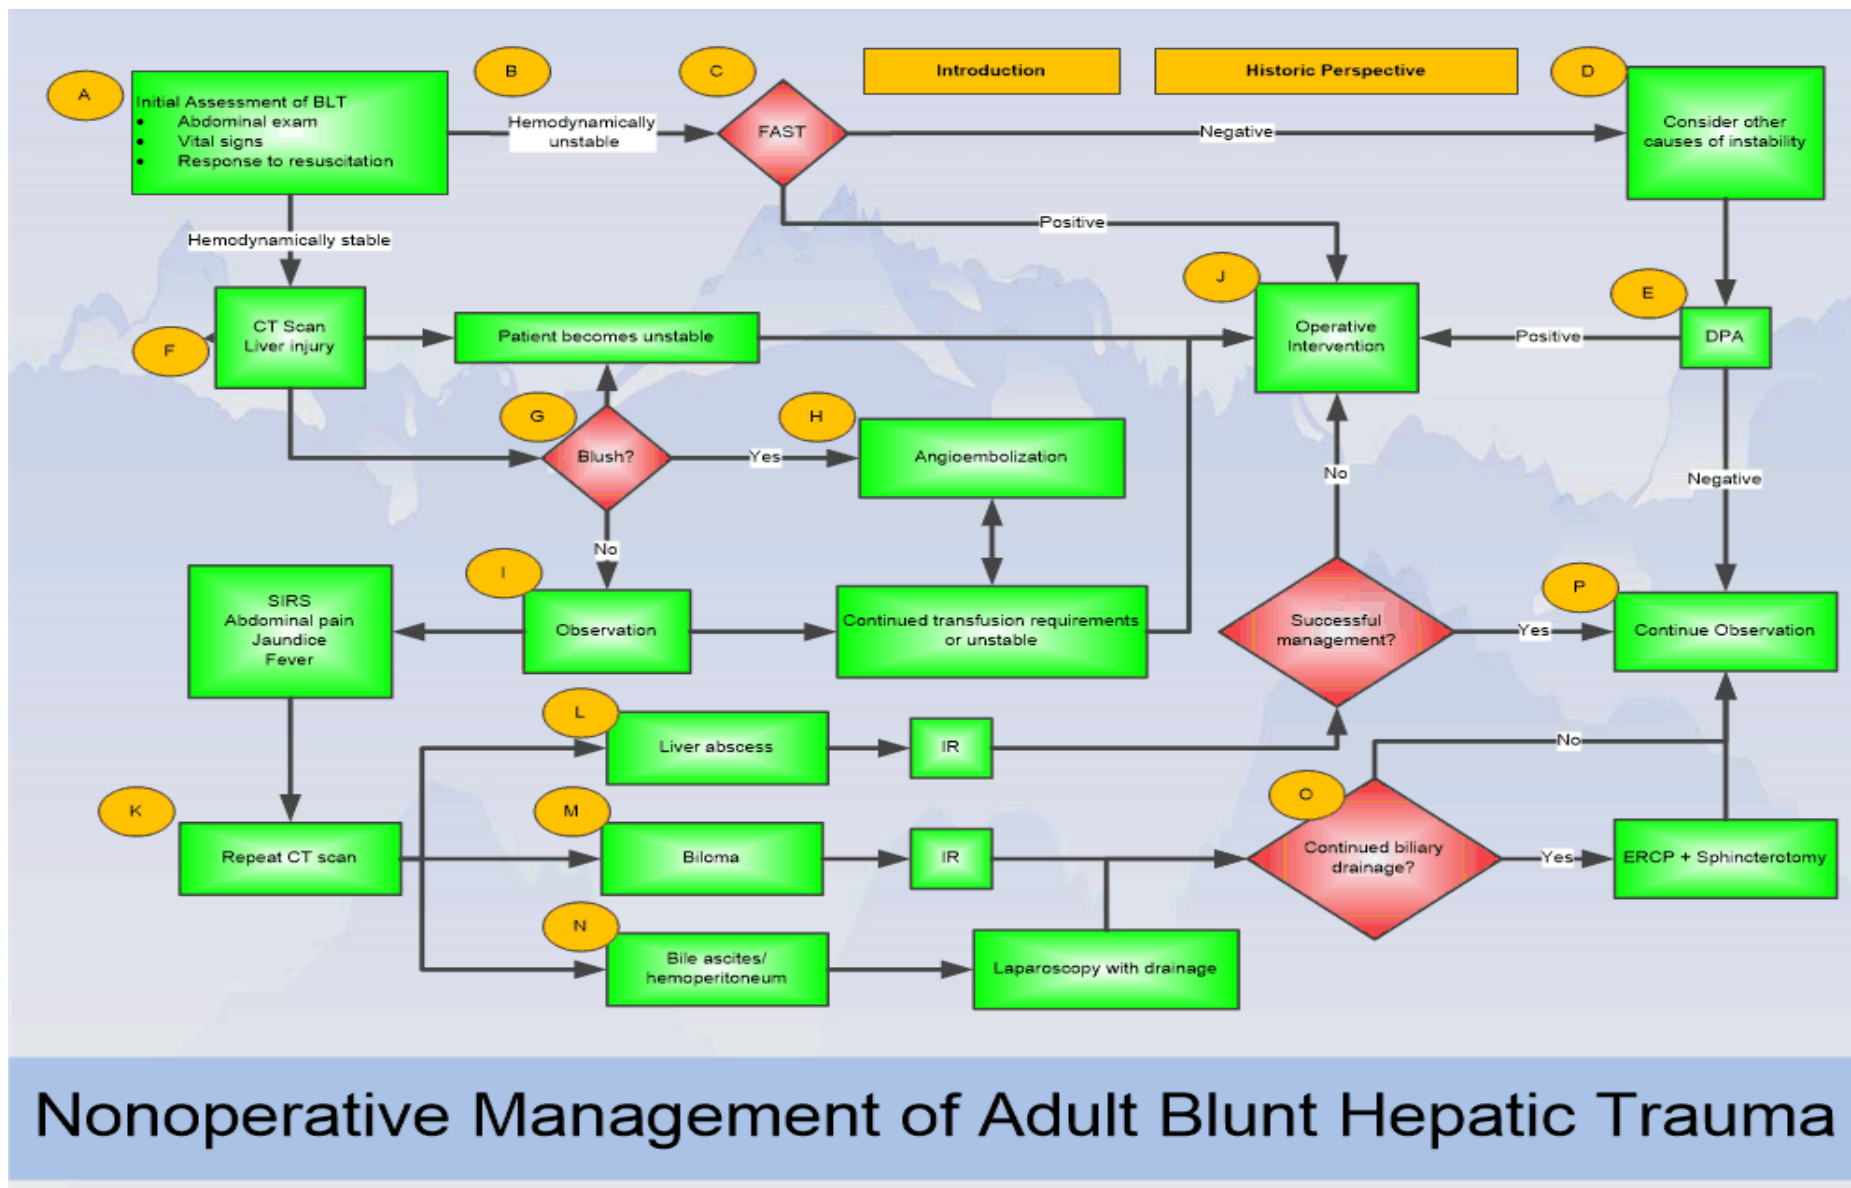 A
Initial Assessment of BLT
• Abdominal exam
• Vital signs
• Response to resuscitation
B
Hemodynamically
unstable
C
FAST
Introduction
Historic Perspective
Negative
D
Consider other
causes of instability
Positive
Hemodynamically stable
F
CT Scan
Liver injury
Patient becomes unstable
J
Operative
Intervention
Positive
E
DPA
G
Blush?
Yes
H
Angioembolization
No
Negative
No
I
Observation
SIRS
Abdominal pain
Jaundice
Fever
Continued transfusion requirements
or unstable
Successful
management?
Yes
P
Continue Observation
L
Liver abscess
IR
No
K
Repeat CT scan
M
Biloma
IR
O
Continued biliary
drainage?
Yes
ERCP + Sphincterotomy
N
Bile ascites/
hemoperitoneum
Laparoscopy with drainage
Nonoperative Management of Adult Blunt Hepatic Trauma